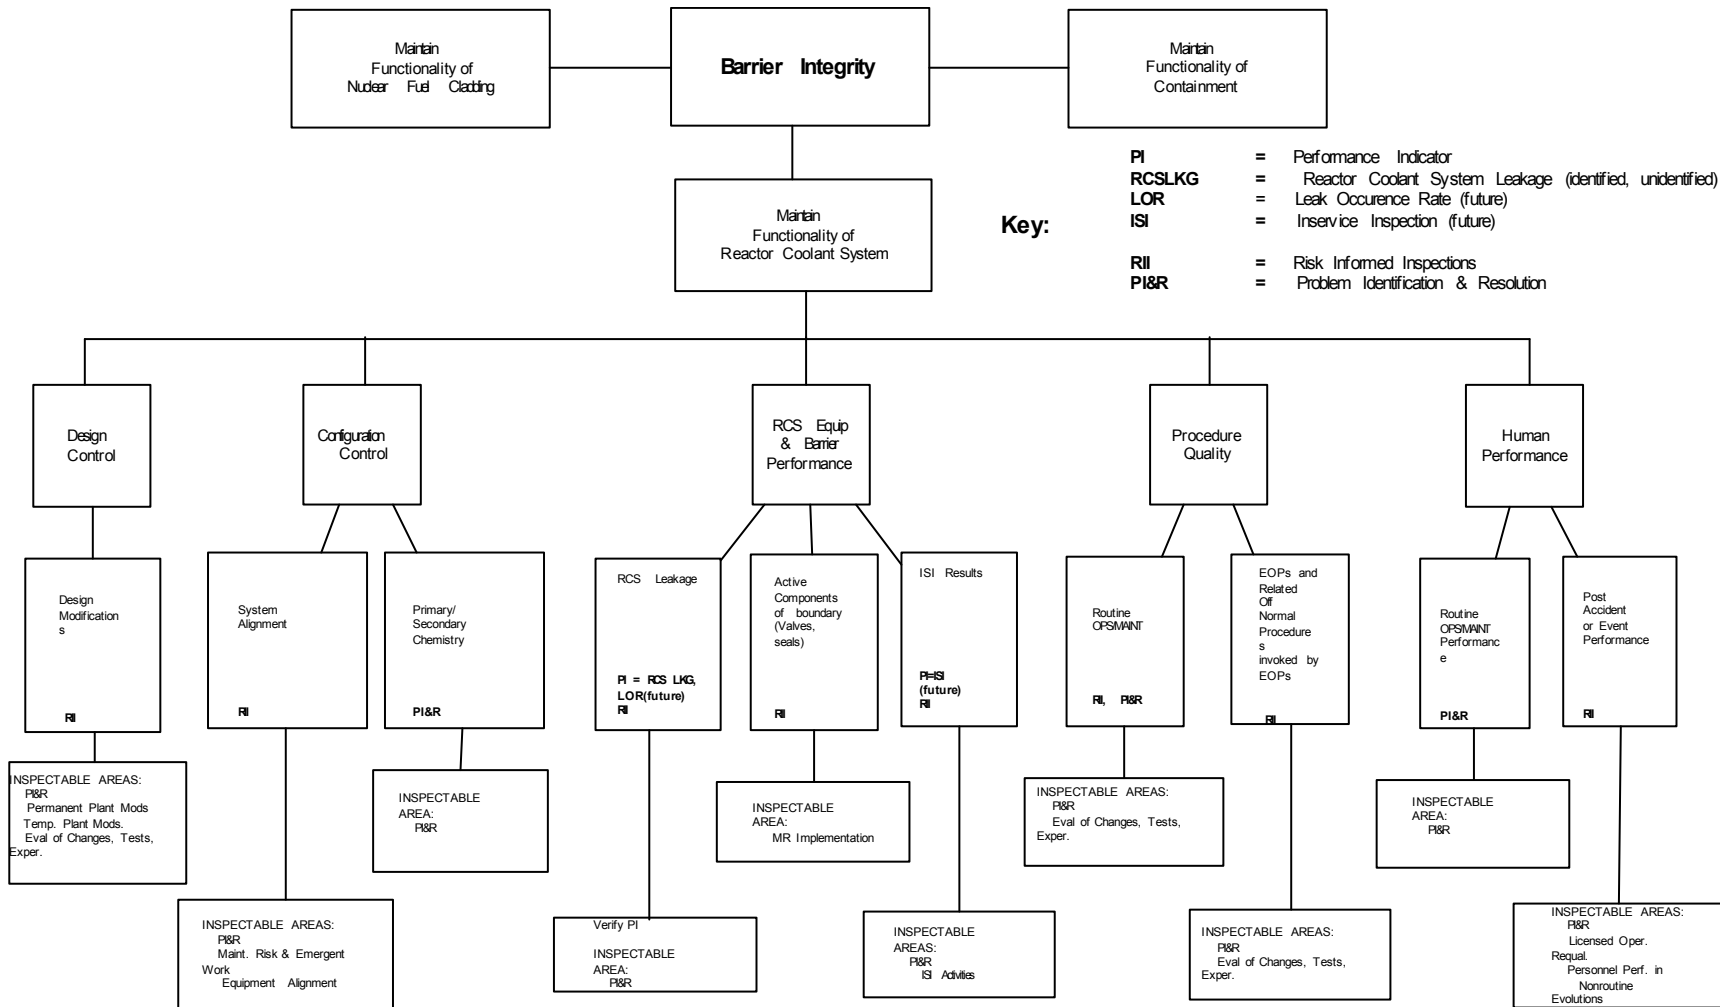 Maintain
Functionality of
Nuclear Fuel Cladding
Barrier Integrity
Maintain
Functionality of
Containment
Maintain
Functionality of
Reactor Coolant System
Key:
PI = Performance Indicator
RCSLKG = Reactor Coolant System Leakage (identified, unidentified)
LOR = Leak Occurence Rate (future)
ISI = Inservice Inspection (future)
RII = Risk Informed Inspections
PI&R = Problem Identification & Resolution
Design
Control
Configuration
Control
RCS Equip
& Barrier
Performance
Procedure
Quality
Human
Performance
Design
Modification
s
RII
System
Alignment
RII
Primary/
Secondary
Chemistry
PI&R
RCS Leakage
PI = RCS LKG,
LOR(future)
RII
Active
Components
of boundary
(Valves,
seals)
RII
ISI Results
PI=ISI
(future)
RII
Routine
OPS/MAINT
RII, PI&R
EOPs and
Related
Off
Normal
Procedure
s
invoked by
EOPs
RII
Routine
OPS/MAINT
Performanc
e
PI&R
Post
Accident
or Event
Performance
RII
INSPECTABLE AREAS:
PI&R
Permanent Plant Mods
Temp. Plant Mods.
Eval of Changes, Tests,
Exper.
INSPECTABLE
AREA:
PI&R
INSPECTABLE
AREA:
MR Implementation
INSPECTABLE AREAS:
PI&R
Eval of Changes, Tests,
Exper.
INSPECTABLE
AREA:
PI&R
INSPECTABLE AREAS:
PI&R
Maint. Risk & Emergent
Work
Equipment Alignment
Verify PI
INSPECTABLE
AREA:
PI&R
INSPECTABLE
AREAS:
PI&R
ISI Activities
INSPECTABLE AREAS:
PI&R
Eval of Changes, Tests,
Exper.
INSPECTABLE AREAS:
PI&R
Licensed Oper.
Requal.
Personnel Perf. in
Nonroutine
Evolutions